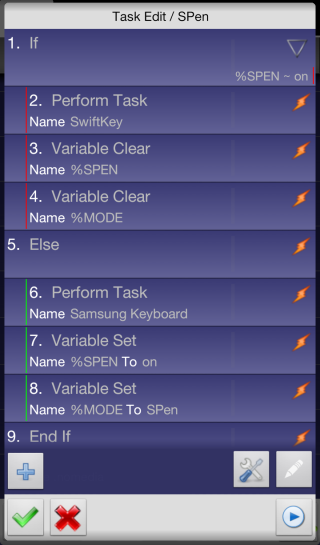 Task Edit / SPen
1. If
%SPEN ~ on
2. Perform Task
Name SwiftKey
3. Variable Clear
Name %SPEN
4. Variable Clear
Name %MODE
5. Else
6. Perform Task
Name Samsung Keyboard
7. Variable Set
Name %SPEN To on
8. Variable Set
Name %MODE To SPen
9. End If